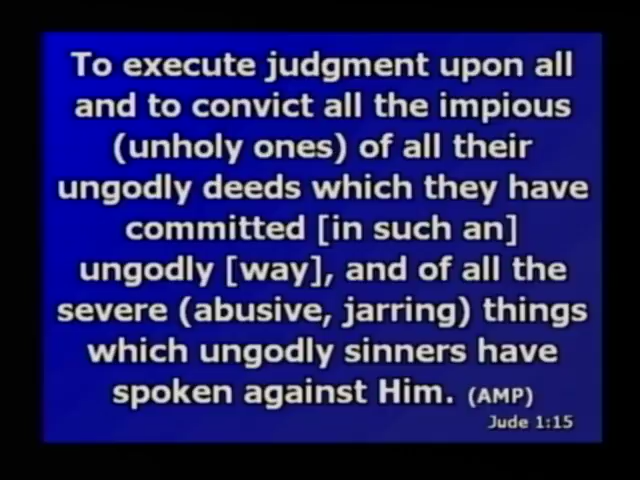 To execute judgment upon all
and to convict all the impious
(unholy ones) of all their
ungodly deeds which they have
committed [in such an]
ungodly [way], and of all the
severe (abusive, jarring) things
which ungodly sinners have
spoken against Him. (AMP)
Jude 1:15